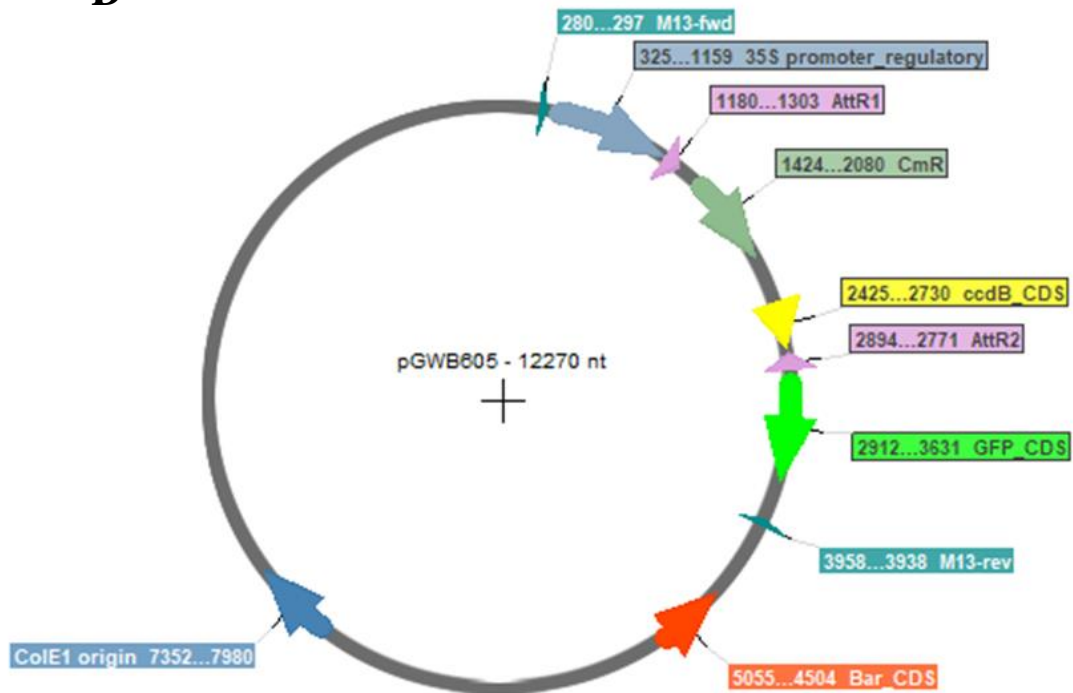 280...297 M13-fwd
325...1159 35S promoter_regulatory
1180...1303 AttR1
1424...2080 CmR
2425...2730 ccdB_CDS
2894...2771 AttR2
pGWB605 - 12270 nt
2912...3631 GFP_CDS
3958...3938 M13-rev
ColE1 origin 7352...7980
5055...4504 Bar_CDS